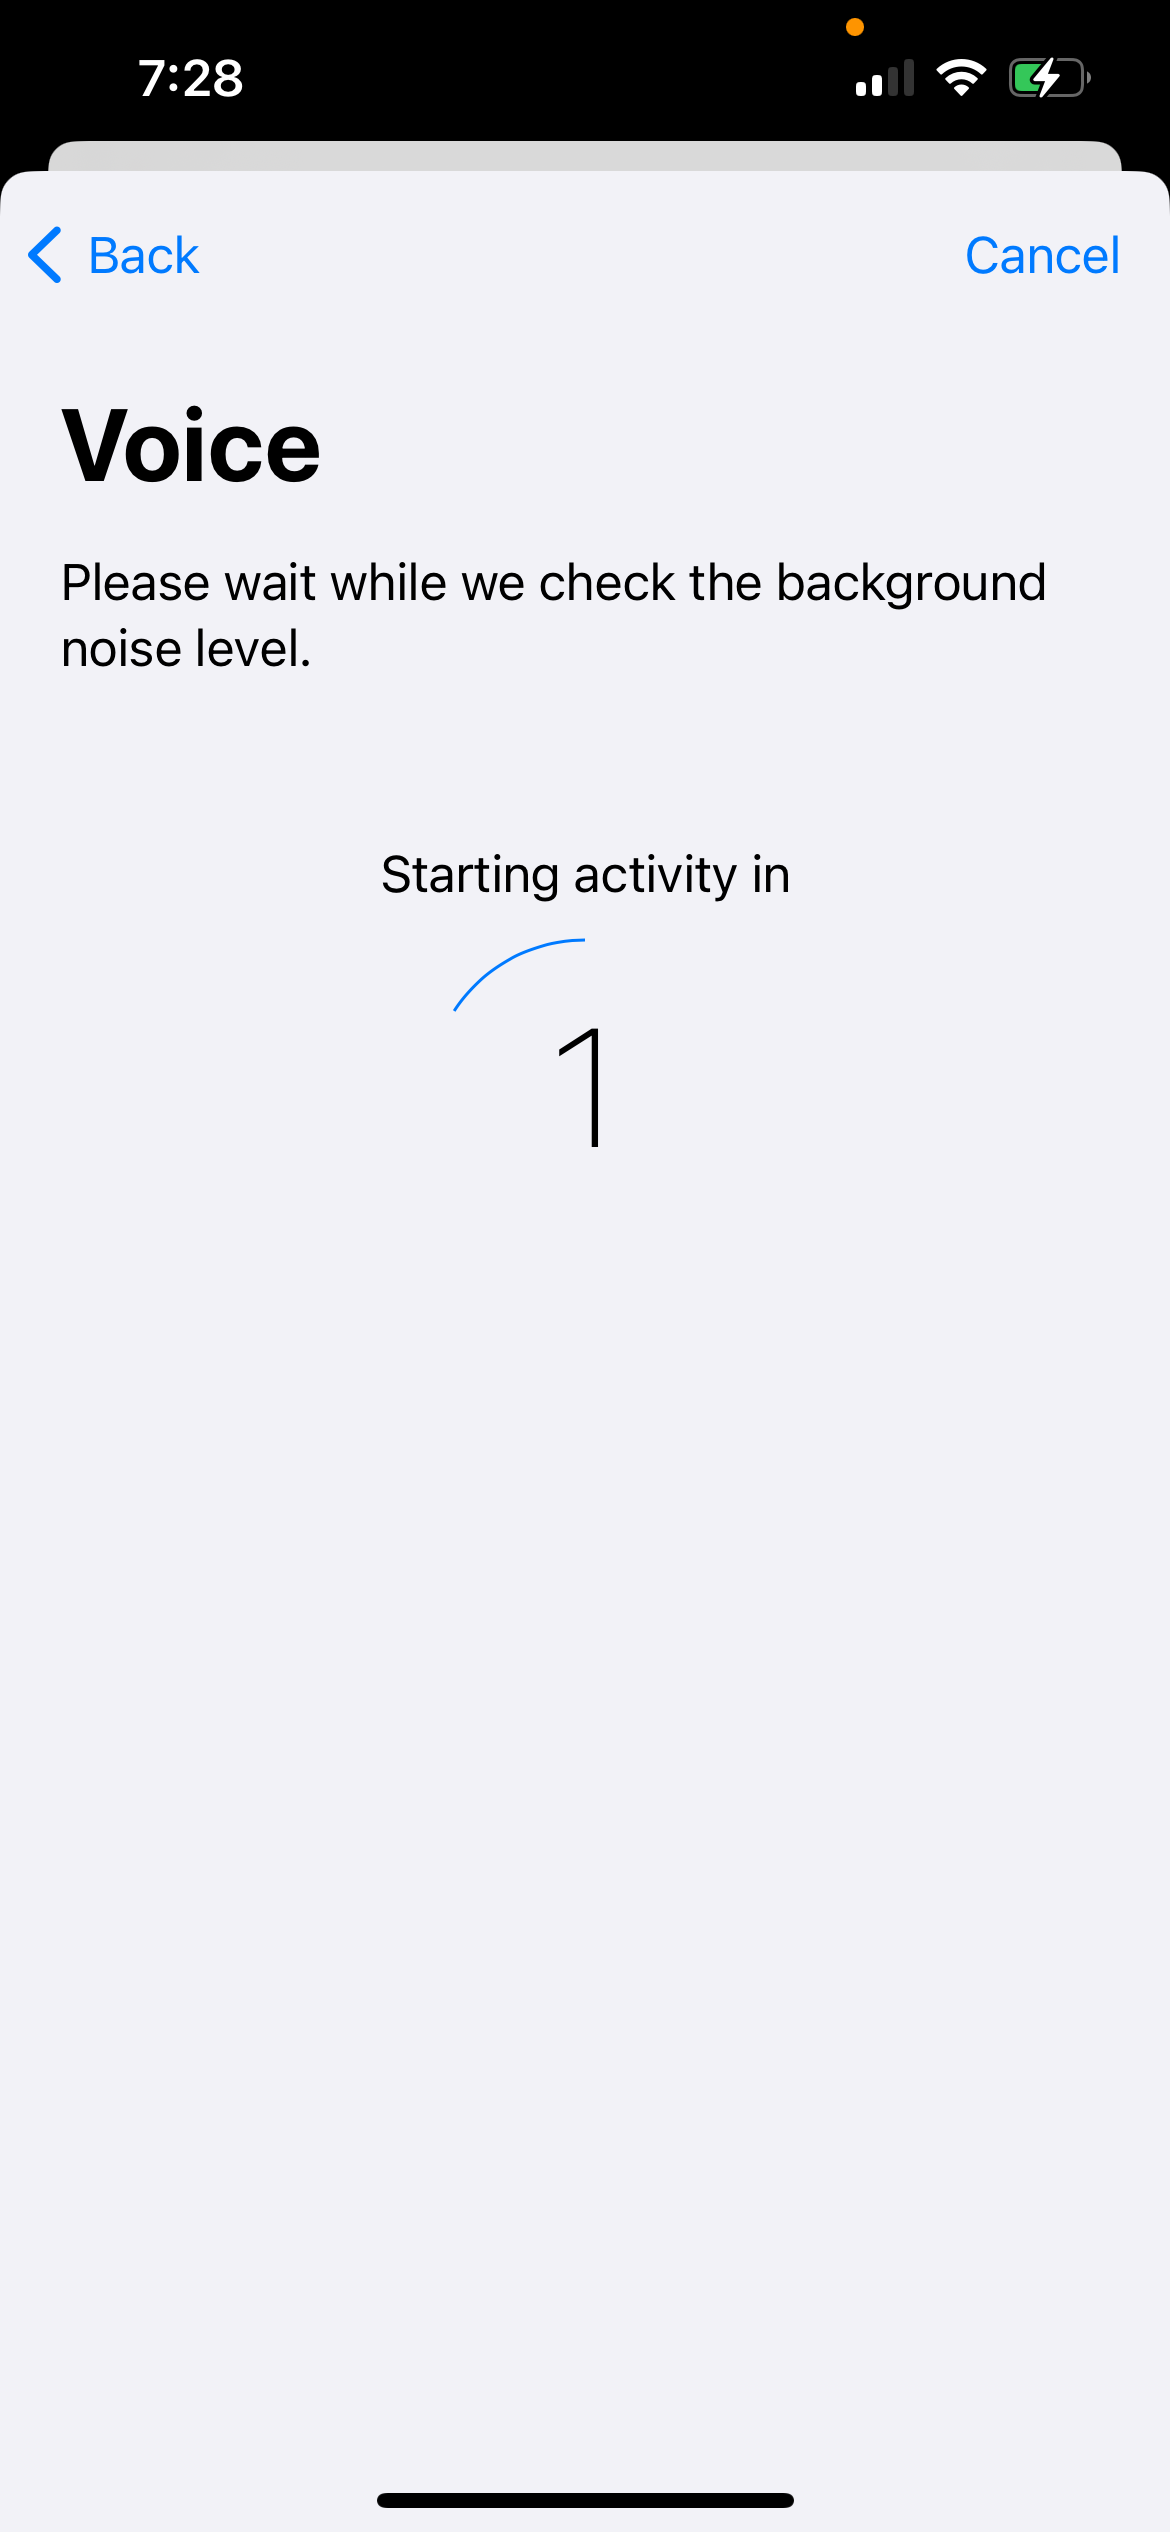 7:28
Back
Cancel
Voice
Please wait while we check the background
noise level.
Starting activity in
1